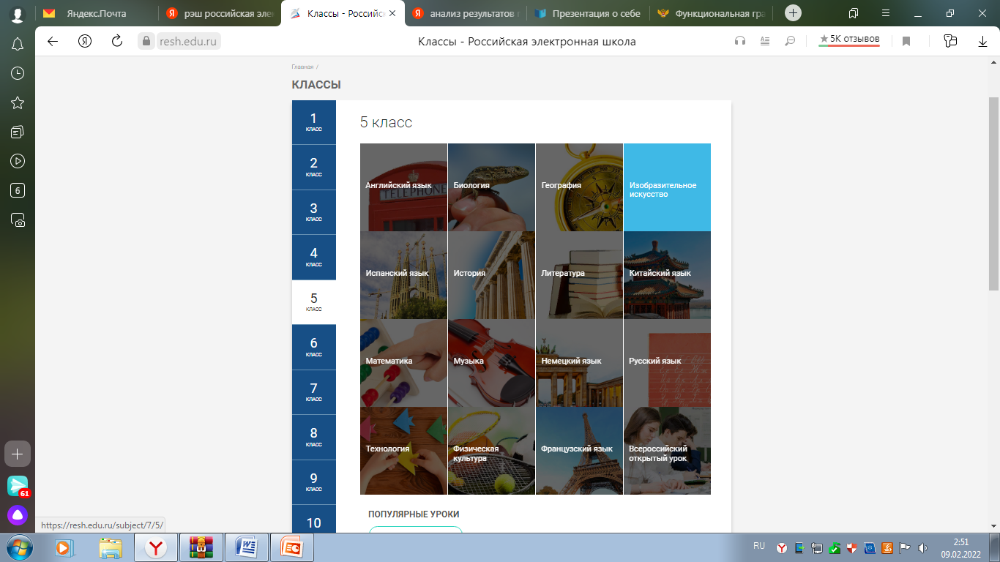 Яндекс.Почта
рэш российская элек
Классы - Российск
анализ результатов п
Презентация о себе
Функциональная гра
resh.edu.ru
Классы - Российская электронная школа
★ 5К отзывов
Главная /
КЛАССЫ
1
класс
2
класс
3
класс
4
класс
5
класс
6
класс
7
класс
8
класс
9
класс
10
5 класс
Английский язык
Биология
География
Изобразительное
искусство
TELEPHONE
Испанский язык
История
Литература
Китайский язык
Математика
Музыка
Немецкий язык
Русский язык
Технология
Физическая
культура
Французский язык
Всероссийский
открытый урок
ПОПУЛЯРНЫЕ УРОКИ
6
61
https://resh.edu.ru/subject/7/5/
RU
2:51
09.02.2022